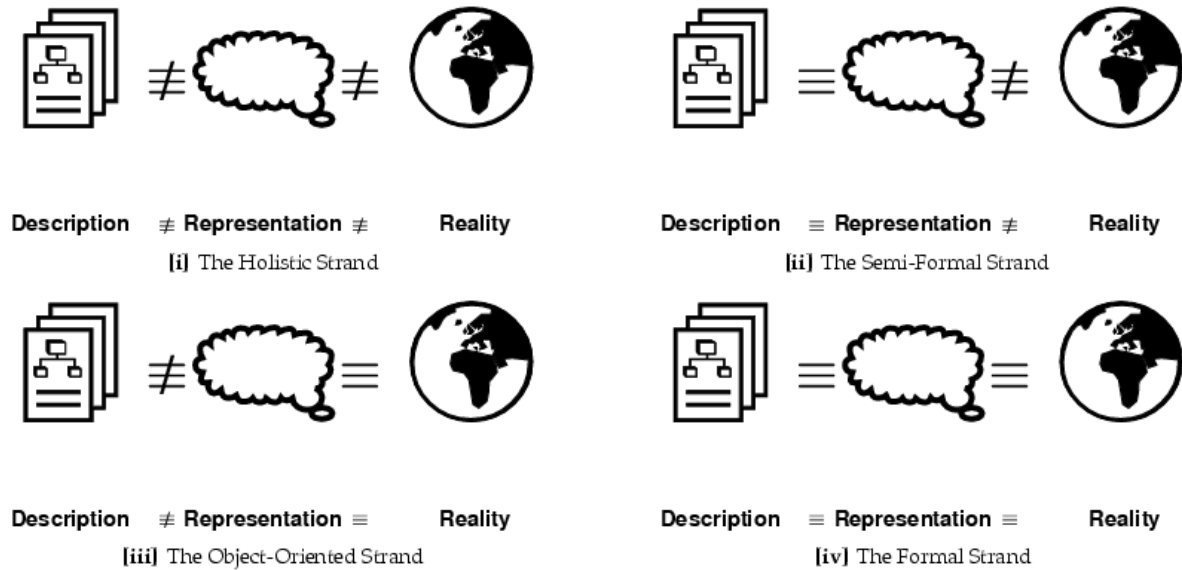 ≢ ≢ ≡ ≢
Description ≢ Representation ≢ Reality Description ≡ Representation ≢ Reality
[i] The Holistic Strand [ii] The Semi-Formal Strand
≢ ≡ ≡ ≡
Description ≢ Representation ≡ Reality Description ≡ Representation ≡ Reality
[iii] The Object-Oriented Strand [iv] The Formal Strand